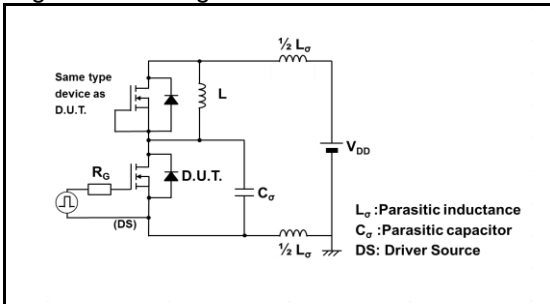 ½ Lσ
Same type
device as
D.U.T.
L
VDD
RG
D.U.T.
Cσ
(DS)
½ Lσ
Lσ :Parasitic inductance
Cσ :Parasitic capacitor
DS: Driver Source